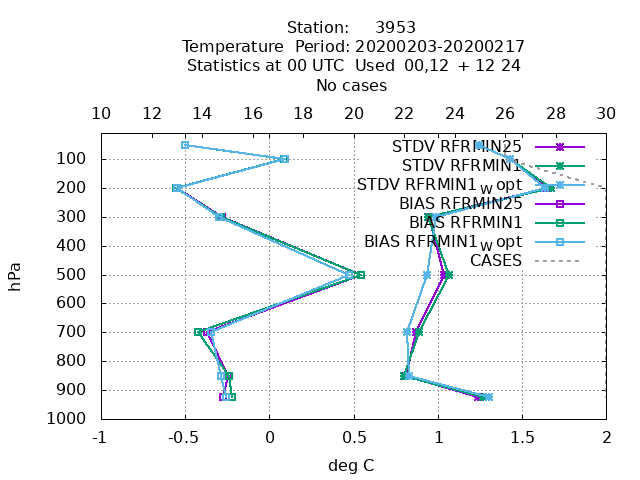 Station: 3953
Temperature Period: 20200203-20200217
Statistics at 00 UTC Used 00,12 + 12 24
No cases
10 12 14 16 18 20 22 24 26 28 30
STDV RFRMIN25
STDV RFRMIN1
STDV RFRMIN1_w opt
BIAS RFRMIN25
BIAS RFRMIN1
BIAS RFRMIN1_w opt
CASES
100
200
300
400
500
600
700
800
900
1000
hPa
-1 -0.5 0 0.5 1 1.5 2
deg C